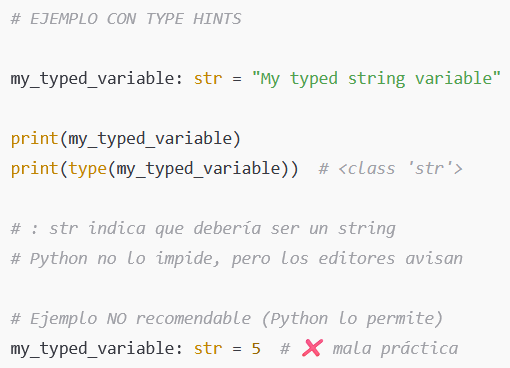 # EJEMPLO CON TYPE HINTS
my_typed_variable: str = "My typed string variable"
print(my_typed_variable)
print(type(my_typed_variable))  # <class 'str'>
# : str indica que debería ser un string
# Python no lo impide, pero los editores avisan
# Ejemplo NO recomendable (Python lo permite)
my_typed_variable: str = 5  # ❌ mala práctica